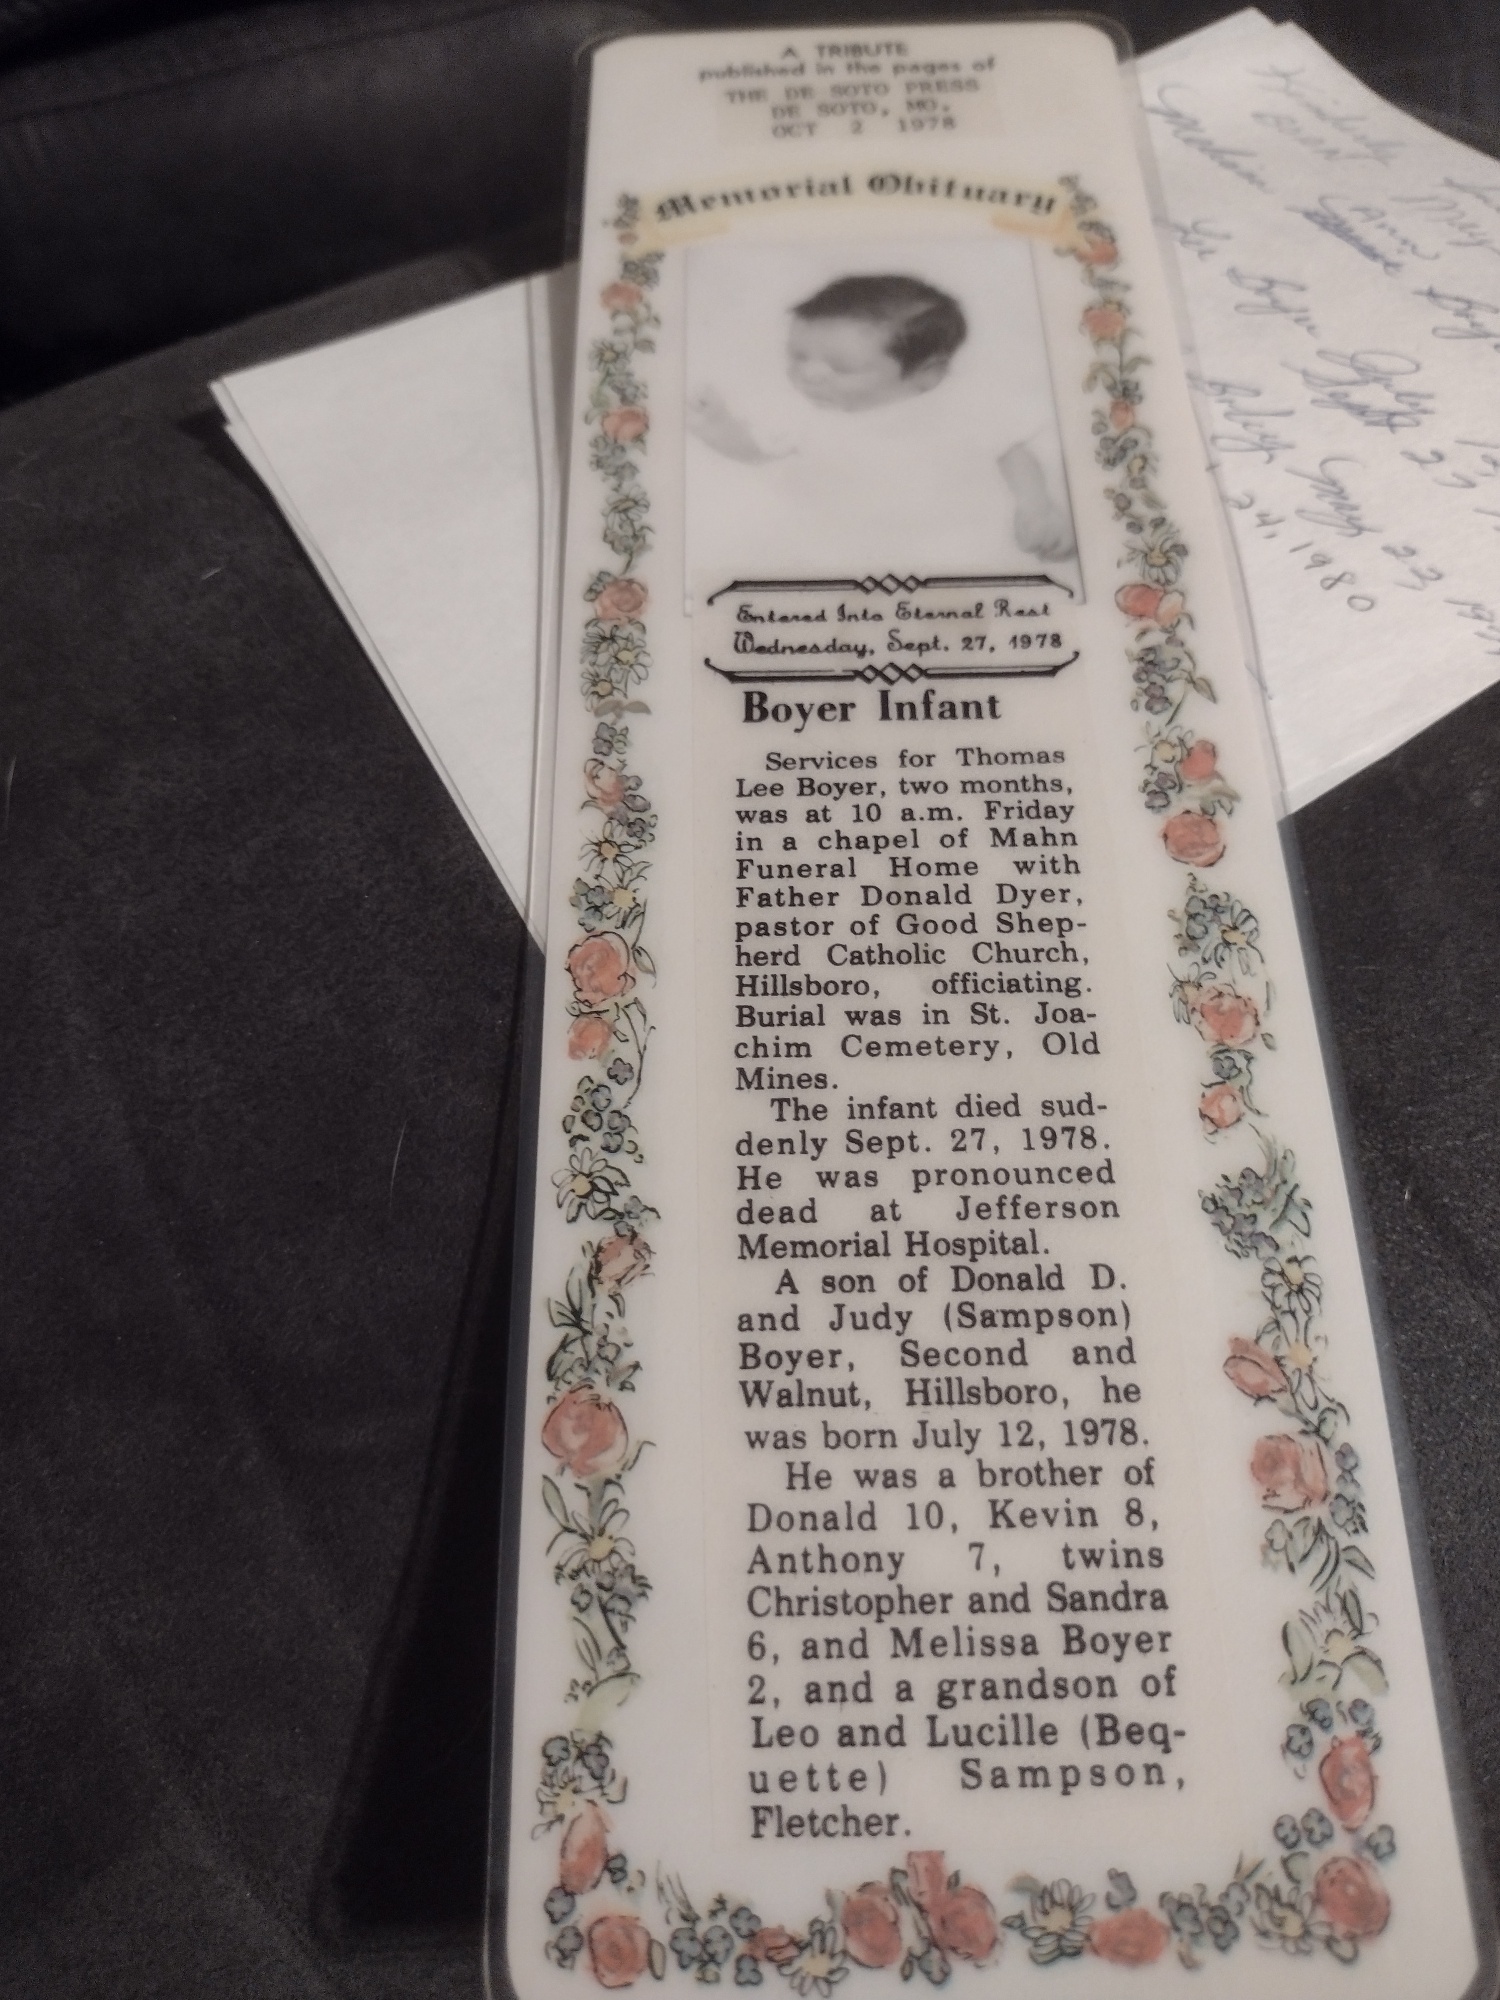 A TRIBUTE
published in the pages of
THE DE SOTO PRESS
DE SOTO, MO.
OCT 2 1978
Memorial Obituary
Entered Into Eternal Rest
Wednesday, Sept. 27, 1978
Boyer Infant
Services for Thomas
Lee Boyer, two months,
was at 10 a.m. Friday
in a chapel of Mahn
Funeral Home with
Father Donald Dyer,
pastor of Good Shep-
herd Catholic Church,
Hillsboro, officiating.
Burial was in St. Joa-
chim Cemetery, Old
Mines.
The infant died sud-
denly Sept. 27, 1978.
He was pronounced
dead at Jefferson
Memorial Hospital.
A son of Donald D.
and Judy (Sampson)
Boyer, Second and
Walnut, Hillsboro, he
was born July 12, 1978.
He was a brother of
Donald 10, Kevin 8,
Anthony 7, twins
Christopher and Sandra
6, and Melissa Boyer
2, and a grandson of
Leo and Lucille (Beq-
uette) Sampson,
Fletcher.
Ann
Lee
July
Sept 23
23
24, 1980